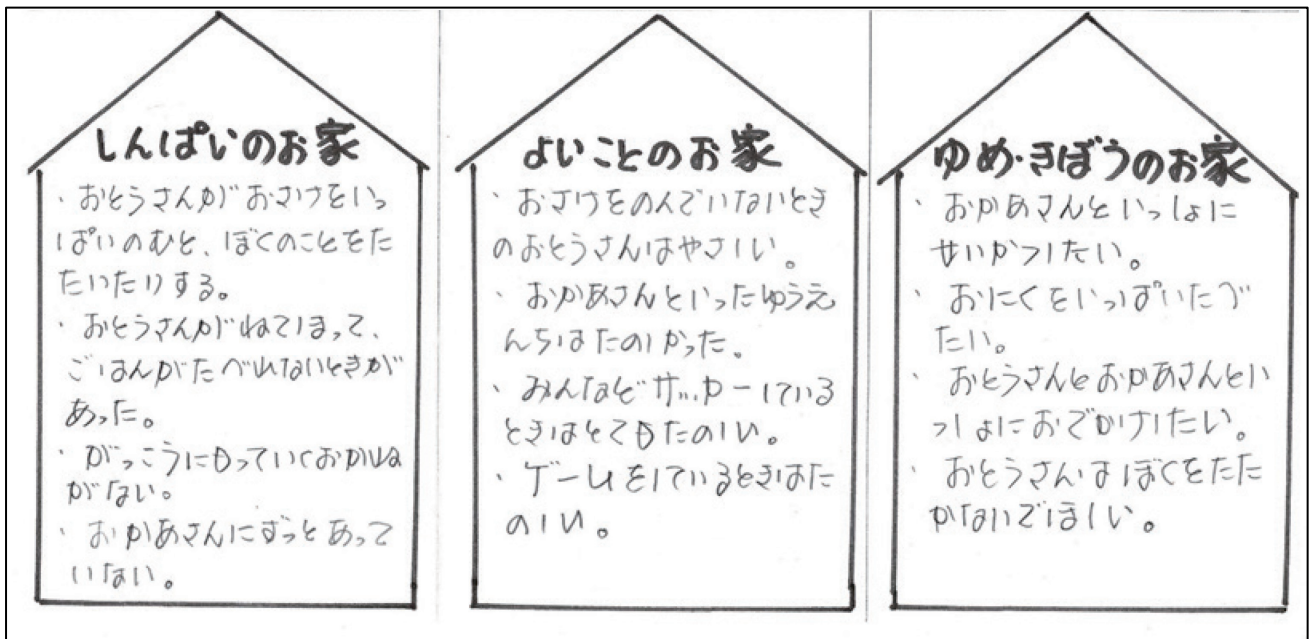 しんぱいのお家
・おとうさんがおさけをいっ
ぱいのむと、ぼくのことをた
たいたりする。
・おとうさんがねてしまって、
ごはんがたべれないときが
あった。
・がっこうにもっていくおかね
がない。
・おかあさんにずっとあって
いない。
よいことのお家
・おさけをのんでいないとき
のおとうさんはやさしい。
・おかあさんといったゆうえ
んちはたのしかった。
・みんなとサッカーしている
ときはとてもたのしい。
・ゲームをしているときはた
のしい。
ゆめ・きぼうのお家
・おかあさんといっしょに
せいかつしたい。
・おにくをいっぱいたべ
たい。
・おとうさんとおかあさんとい
っしょにおでかけしたい。
・おとうさんはぼくをたた
かないでほしい。